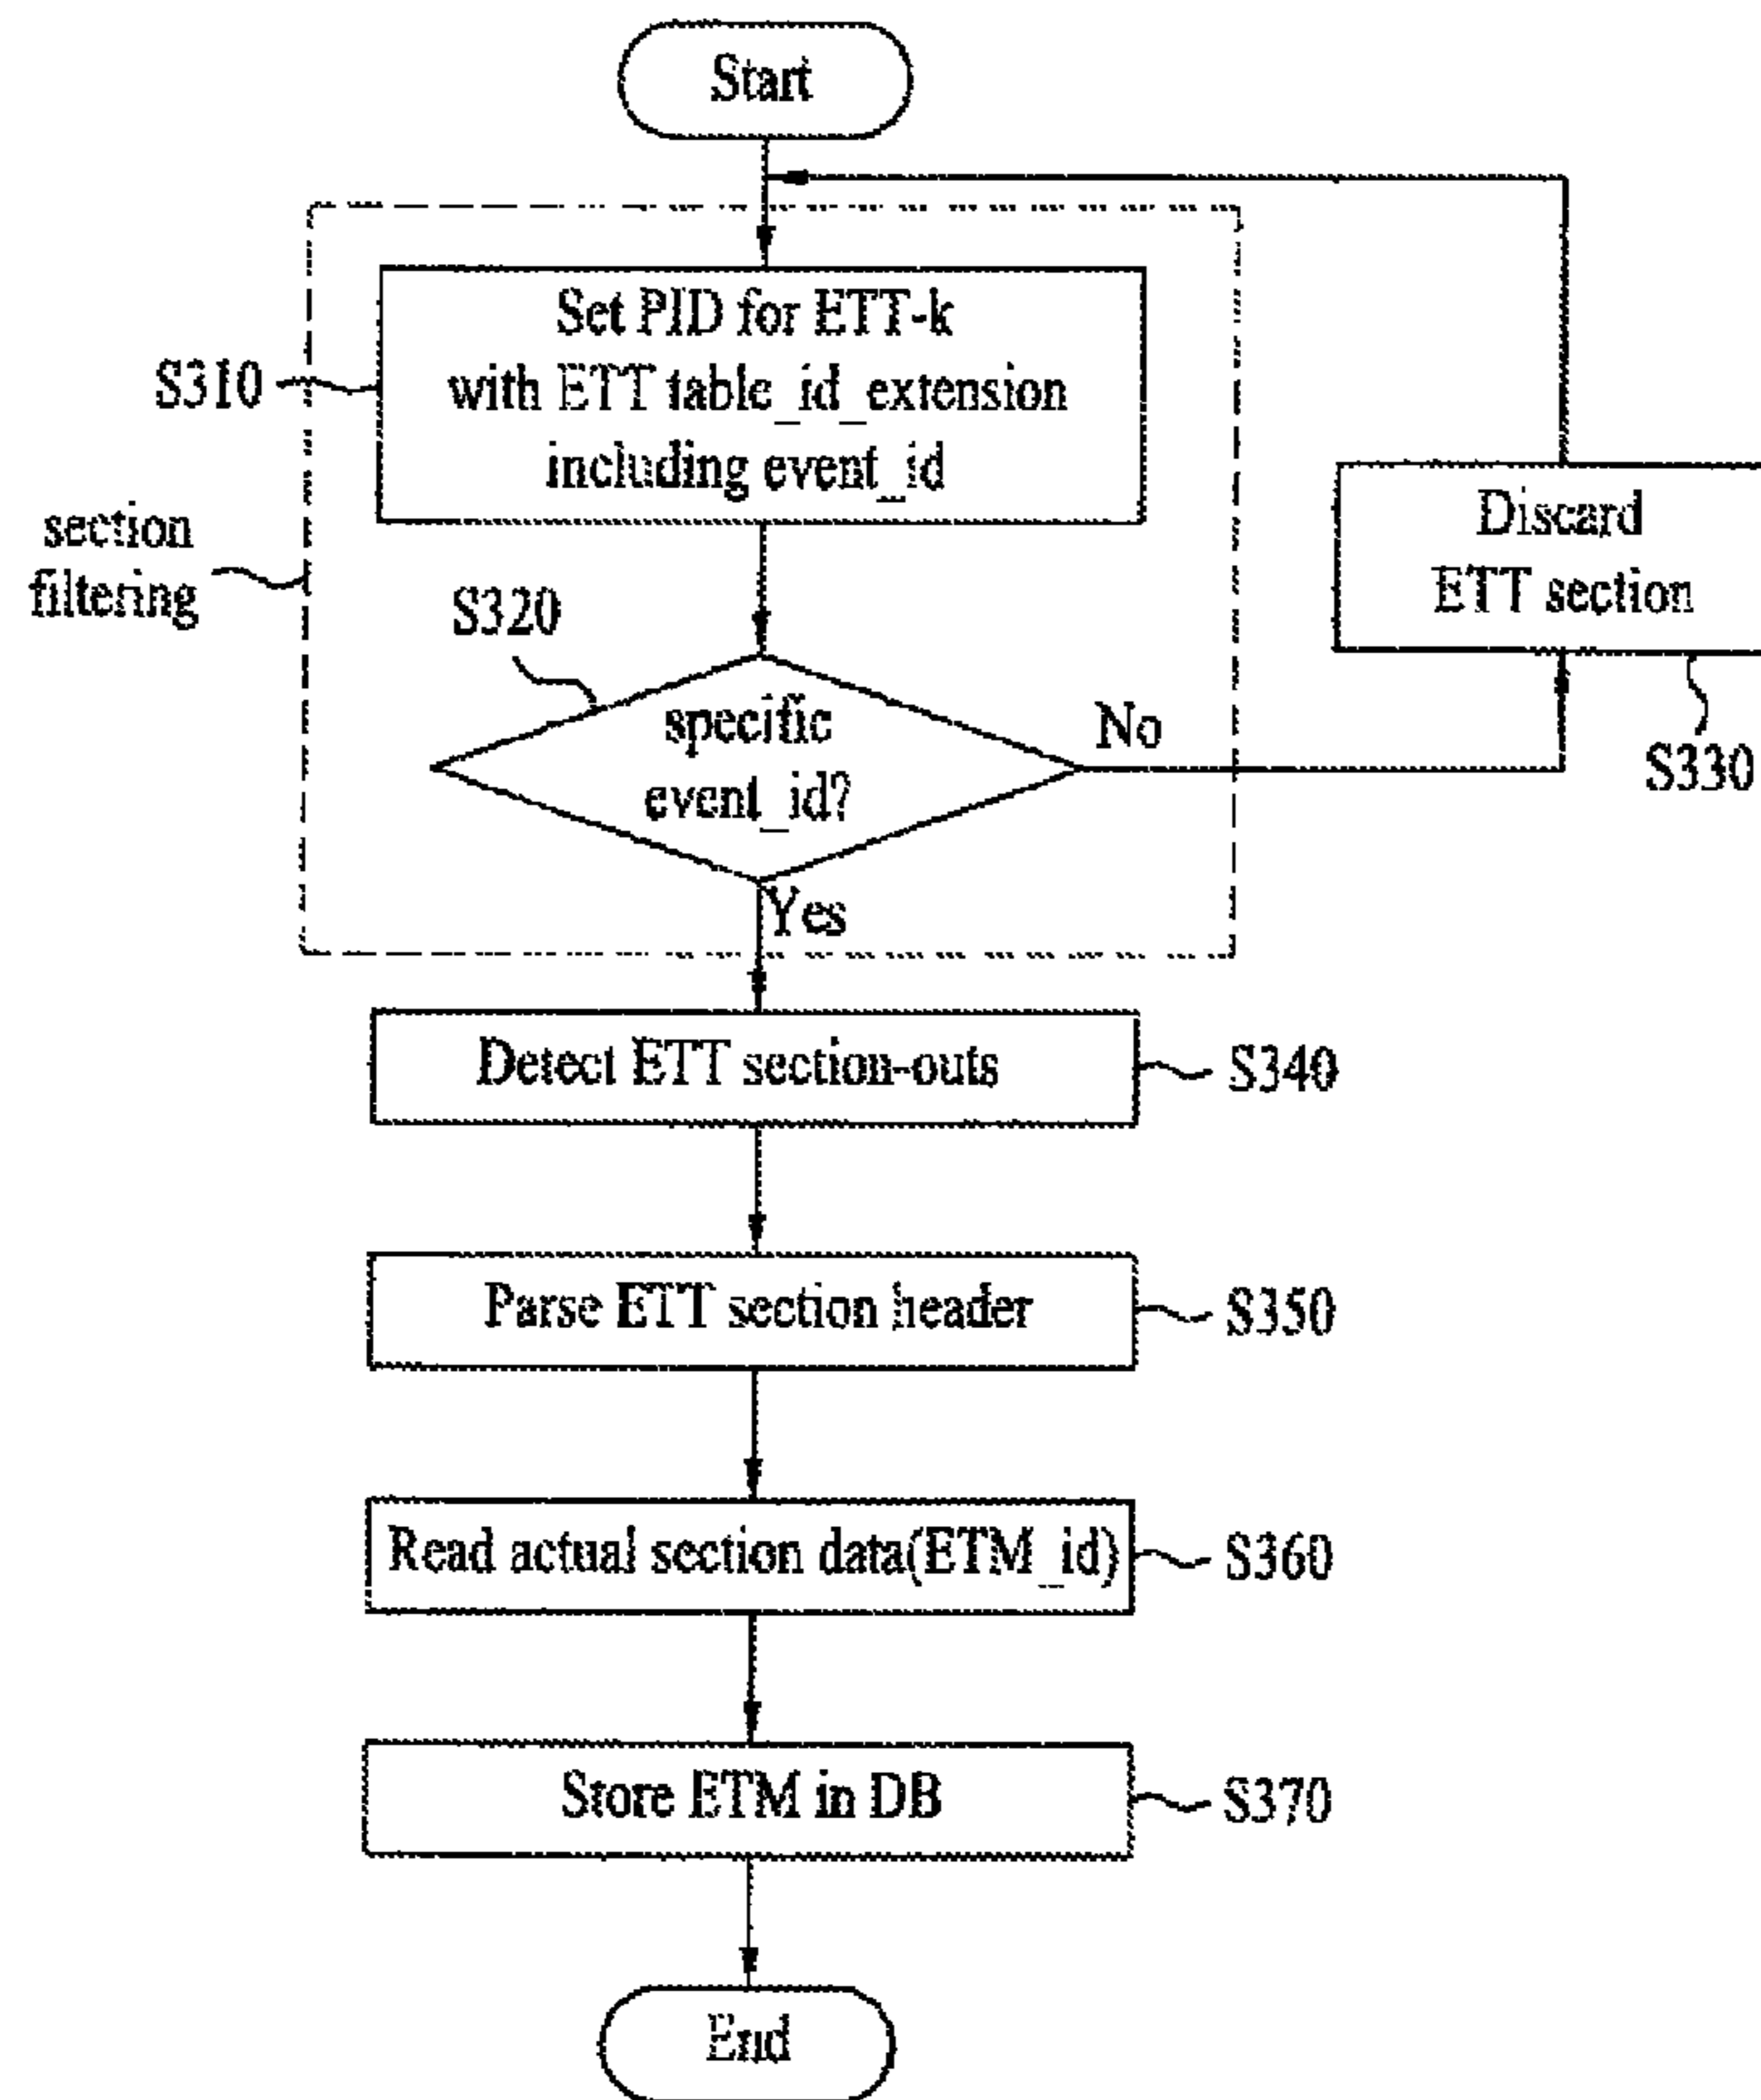 Start
Set PID for ETT-k
with ETT table_id_extension
including event_id
S310
section
filtering
Discard
ETT section
S330
S320
specific
event_id?
No
Yes
Detect ETT section-outs
S340
Parse ETT section header
S350
Read actual section data(ETM_id)
S360
Store ETM in DB
S370
End